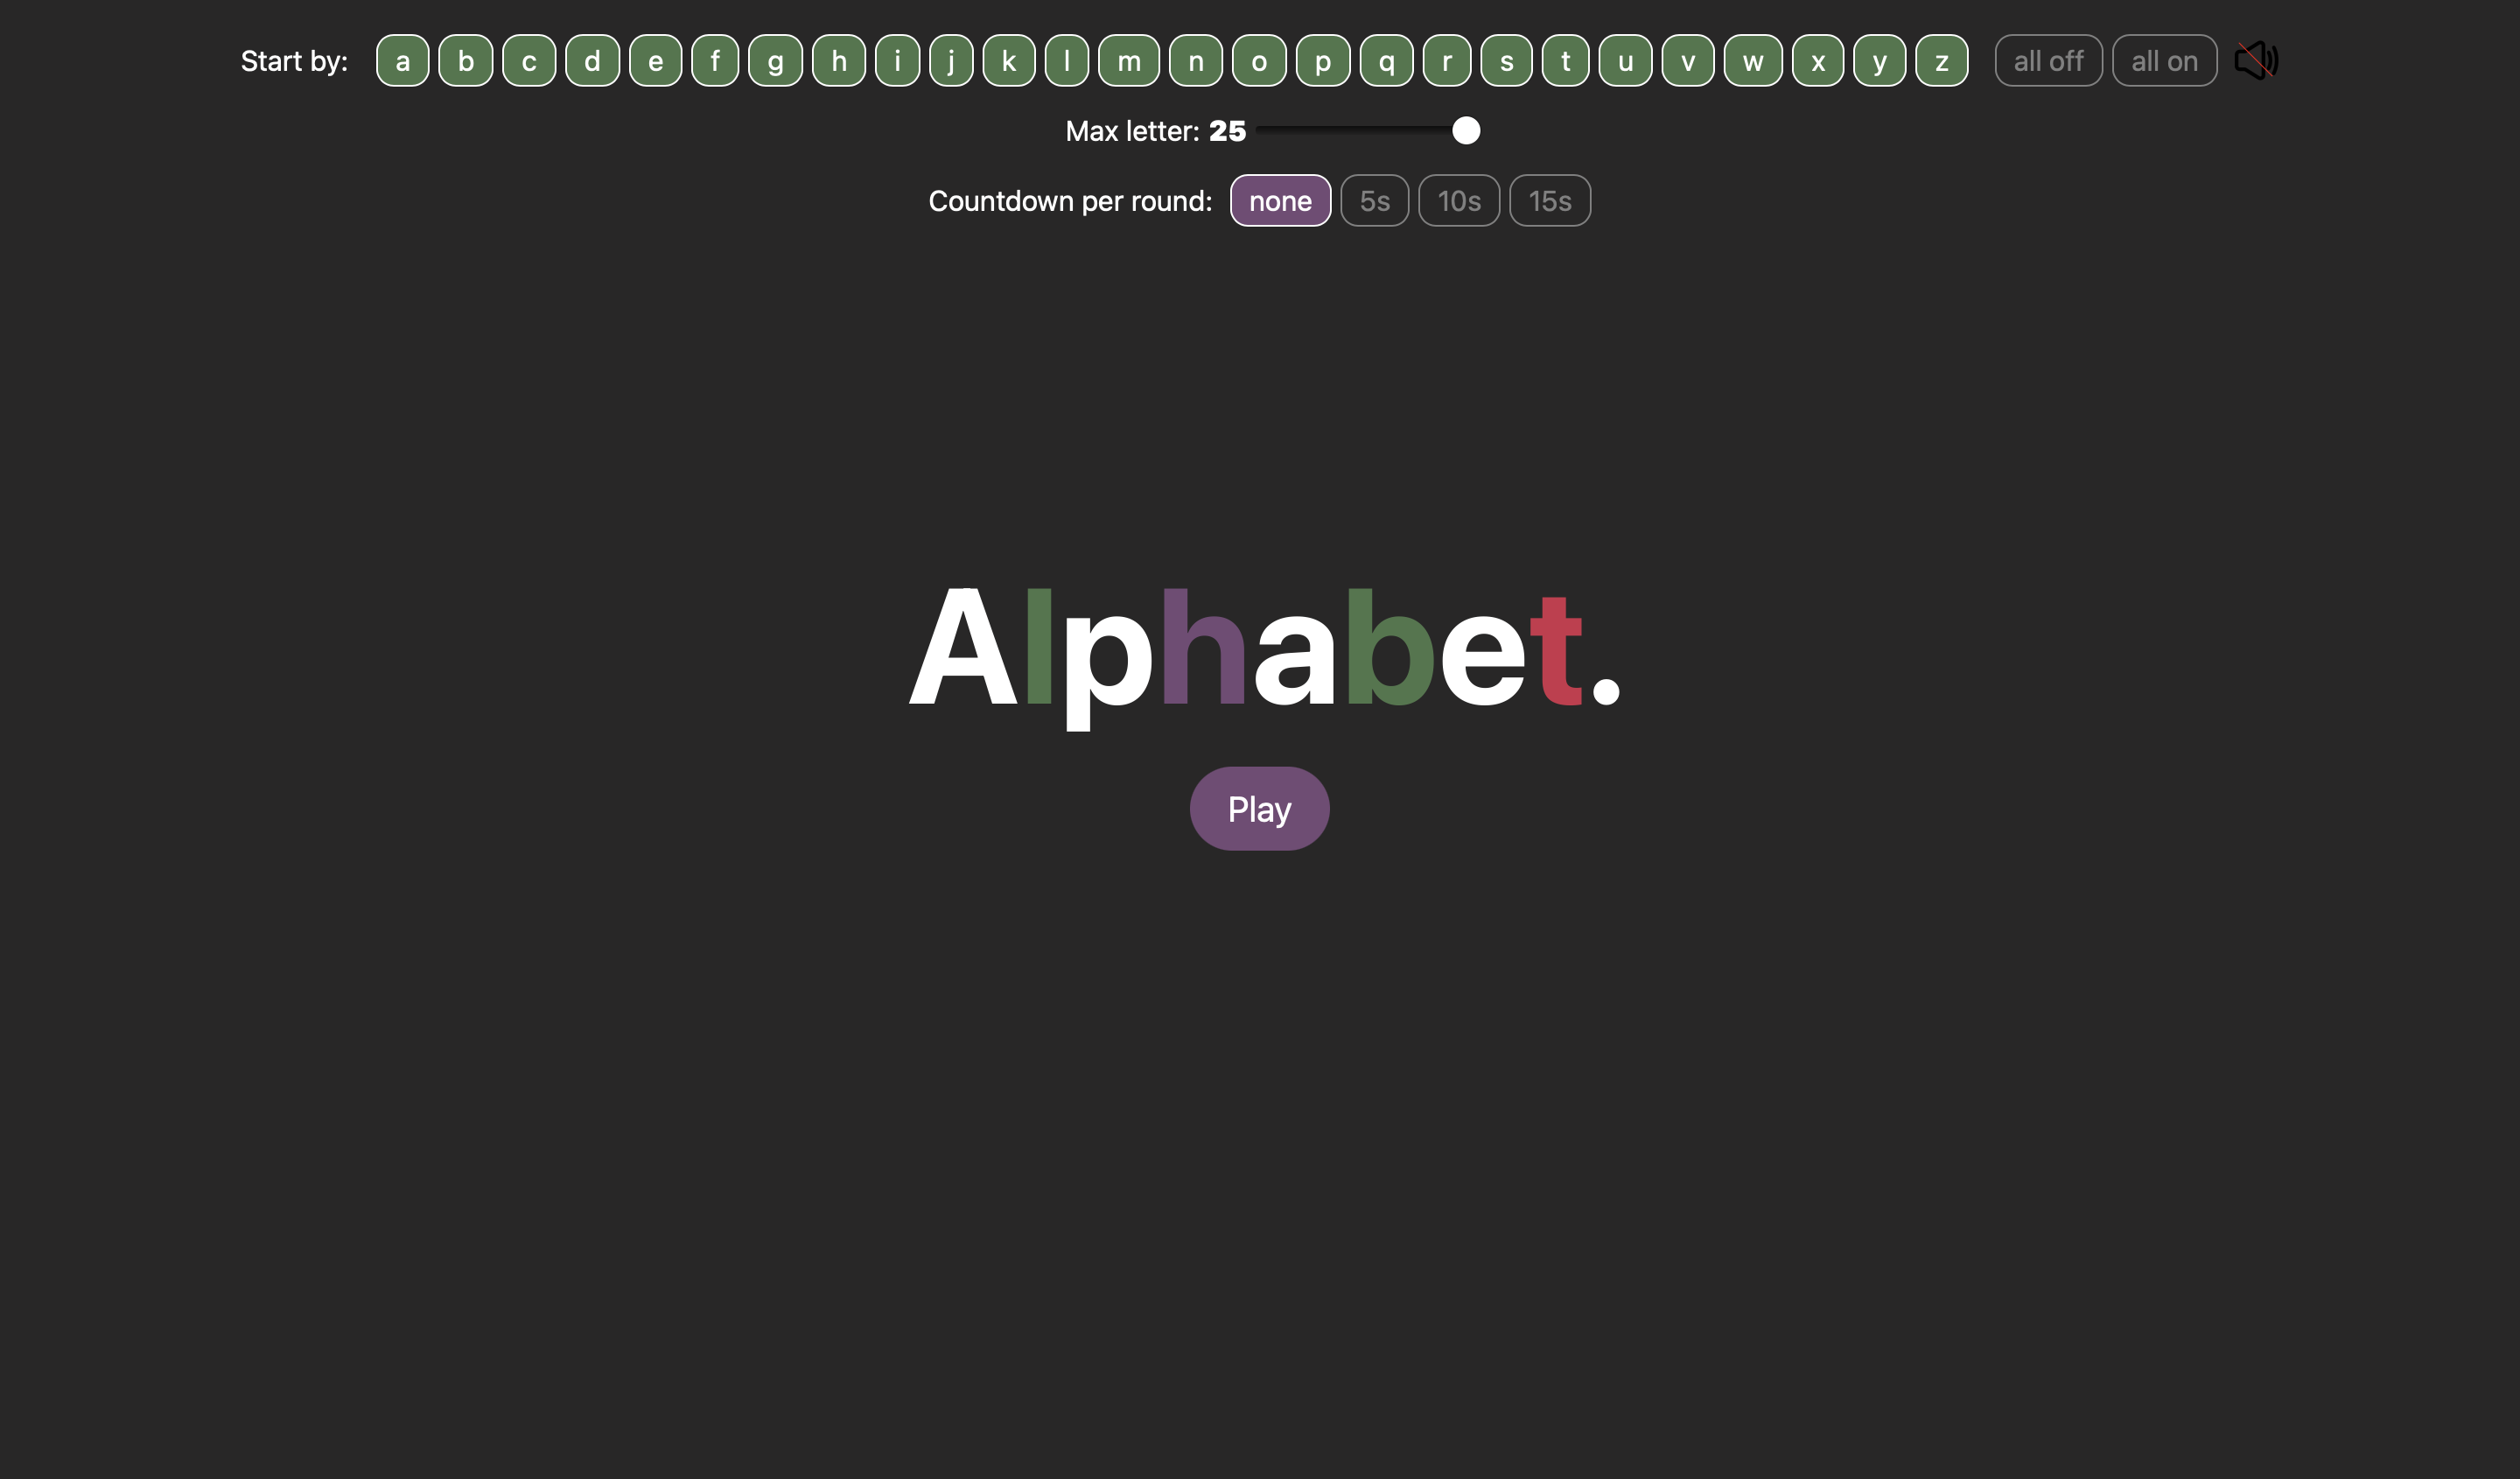 Start by: a b c d e f g h i j k l m n o p q r s t u v w x y z all off all on
Max letter: 25
Countdown per round: none 5s 10s 15s
Alphabet.
Play